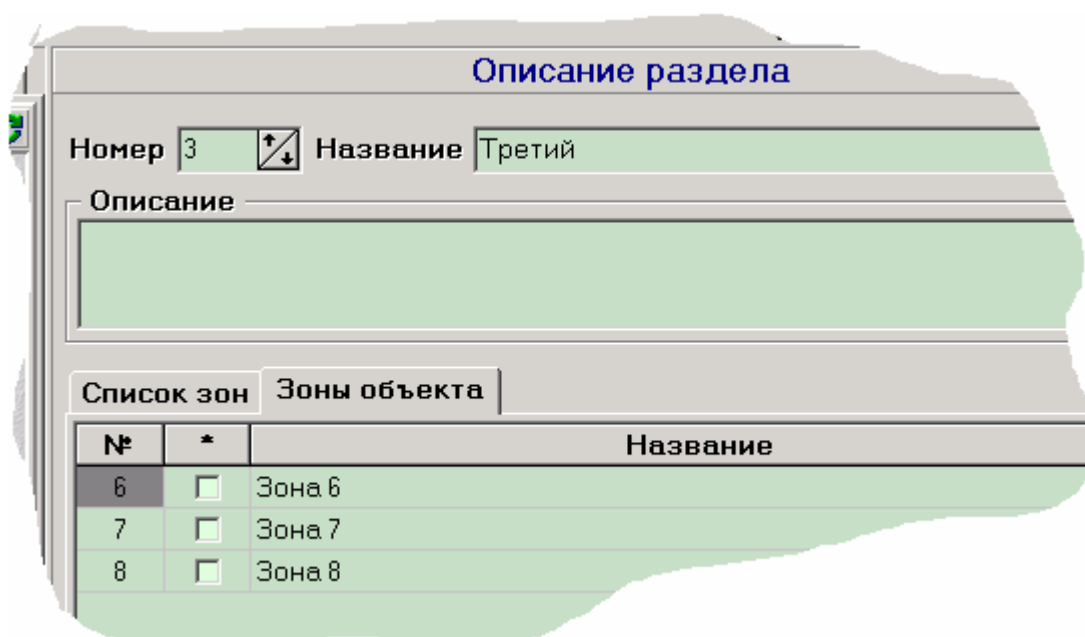 Описание раздела
Номер 3 Название Третий
Описание
Список зон Зоны объекта
№ * Название
6 Зона 6
7 Зона 7
8 Зона 8